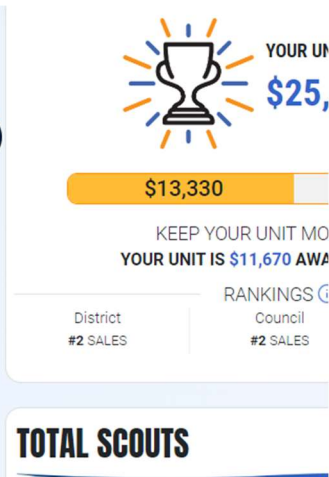 YOUR UN
$25,
$13,330
KEEP YOUR UNIT MO
YOUR UNIT IS $11,670 AWA
RANKINGS
District Council
#2 SALES #2 SALES
TOTAL SCOUTS